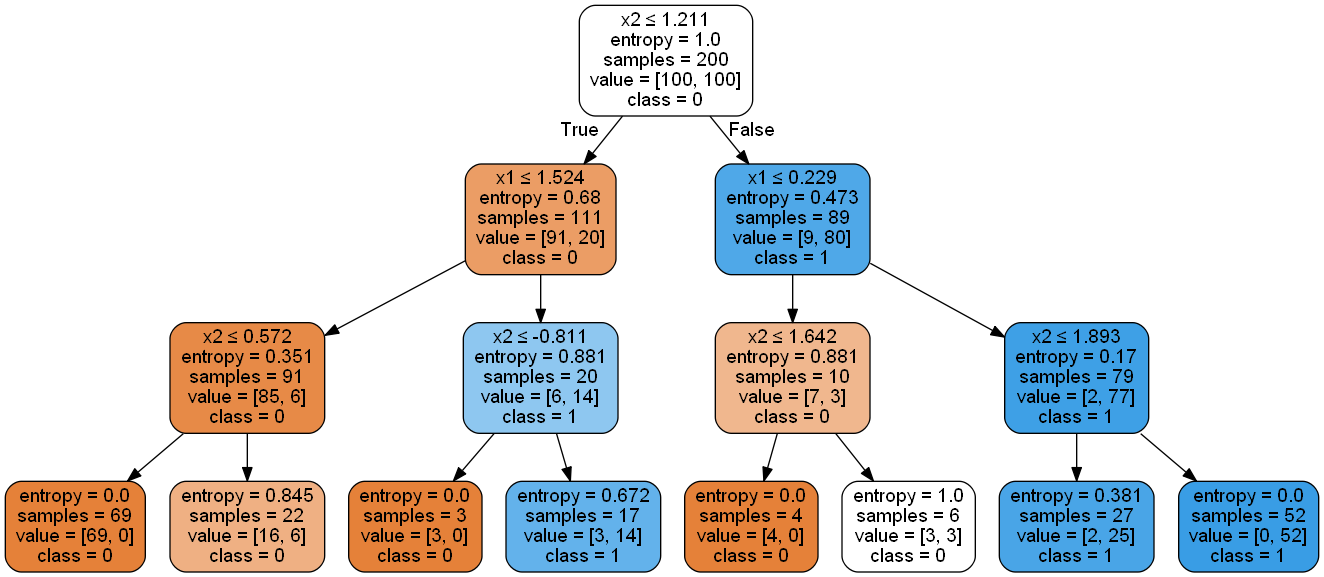 x2 ≤ 1.211
entropy = 1.0
samples = 200
value = [100, 100]
class = 0
True
False
x1 ≤ 1.524
entropy = 0.68
samples = 111
value = [91, 20]
class = 0
x1 ≤ 0.229
entropy = 0.473
samples = 89
value = [9, 80]
class = 1
x2 ≤ 0.572
entropy = 0.351
samples = 91
value = [85, 6]
class = 0
x2 ≤ -0.811
entropy = 0.881
samples = 20
value = [6, 14]
class = 1
x2 ≤ 1.642
entropy = 0.881
samples = 10
value = [7, 3]
class = 0
x2 ≤ 1.893
entropy = 0.17
samples = 79
value = [2, 77]
class = 1
entropy = 0.0
samples = 69
value = [69, 0]
class = 0
entropy = 0.845
samples = 22
value = [16, 6]
class = 0
entropy = 0.0
samples = 3
value = [3, 0]
class = 0
entropy = 0.672
samples = 17
value = [3, 14]
class = 1
entropy = 0.0
samples = 4
value = [4, 0]
class = 0
entropy = 1.0
samples = 6
value = [3, 3]
class = 0
entropy = 0.381
samples = 27
value = [2, 25]
class = 1
entropy = 0.0
samples = 52
value = [0, 52]
class = 1